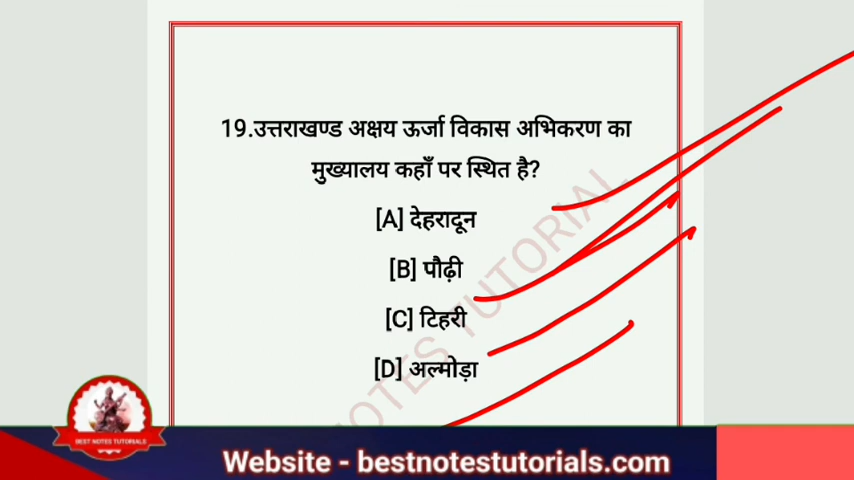 19.उत्तराखण्ड अक्षय ऊर्जा विकास अभिकरण का
मुख्यालय कहाँ पर स्थित है?
[A] देहरादून
[B] पौढ़ी
[C] टिहरी
[D] अल्मोड़ा
NOTES TUTORIAL
BEST NOTES TUTORIALS
Website - bestnotestutorials.com